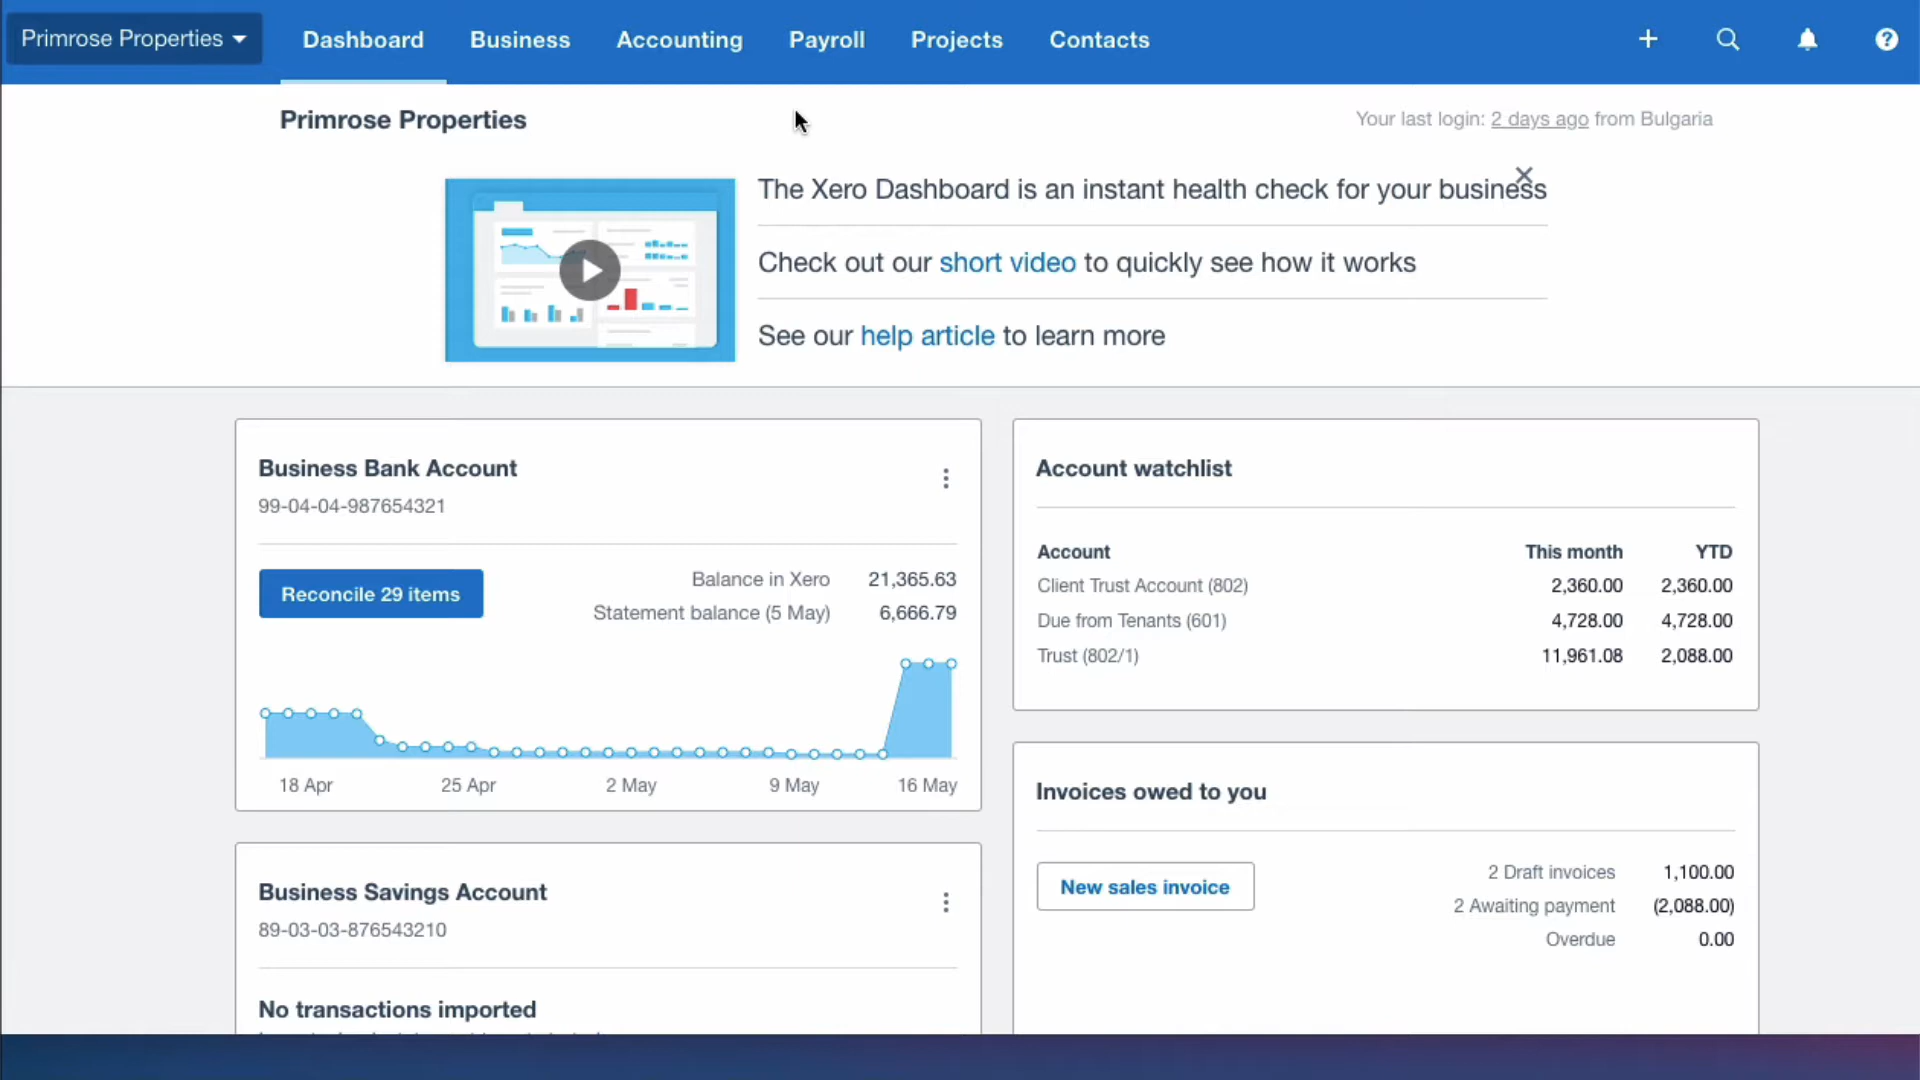 Primrose Properties
Dashboard
Business
Accounting
Payroll
Projects
Contacts
Primrose Properties
Your last login: 2 days ago from Bulgaria
The Xero Dashboard is an instant health check for your business
Check out our short video to quickly see how it works
See our help article to learn more
Business Bank Account
99-04-04-987654321
Reconcile 29 items
Balance in Xero 21,365.63
Statement balance (5 May) 6,666.79
18 Apr 25 Apr 2 May 9 May 16 May
Business Savings Account
89-03-03-876543210
No transactions imported
Account watchlist
Account This month YTD
Client Trust Account (802) 2,360.00 2,360.00
Due from Tenants (601) 4,728.00 4,728.00
Trust (802/1) 11,961.08 2,088.00
Invoices owed to you
New sales invoice
2 Draft invoices 1,100.00
2 Awaiting payment (2,088.00)
Overdue 0.00